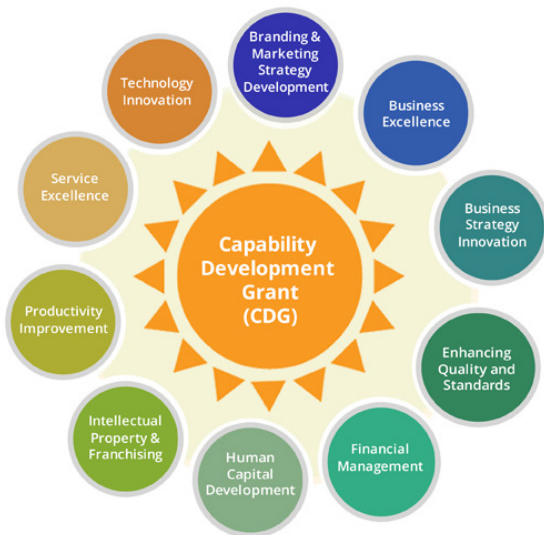 Branding &
Marketing
Strategy
Development
Business
Excellence
Business
Strategy
Innovation
Enhancing
Quality and
Standards
Financial
Management
Human
Capital
Development
Intellectual
Property &
Franchising
Productivity
Improvement
Service
Excellence
Technology
Innovation
Capability
Development
Grant
(CDG)